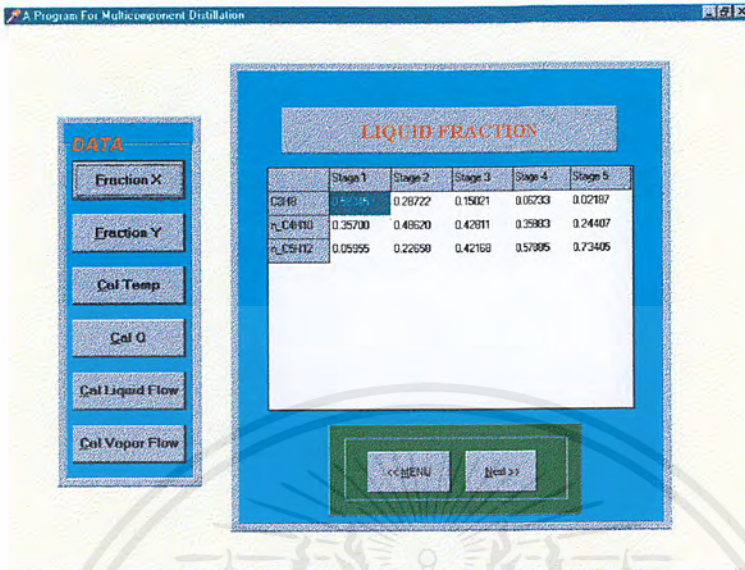 A Program For Multicomponent Distillation
DATA
Fraction X
Fraction Y
Cal Temp
Cal Q
Cal Liquid Flow
Cal Vapor Flow
LIQUID FRACTION
Stage 1 Stage 2 Stage 3 Stage 4 Stage 5
C3H8 0.28722 0.15021 0.06233 0.02187
n_C4H10 0.35700 0.48620 0.42811 0.35983 0.24407
n_C5H12 0.05955 0.22658 0.42168 0.57985 0.73405
<<MENU Next >>